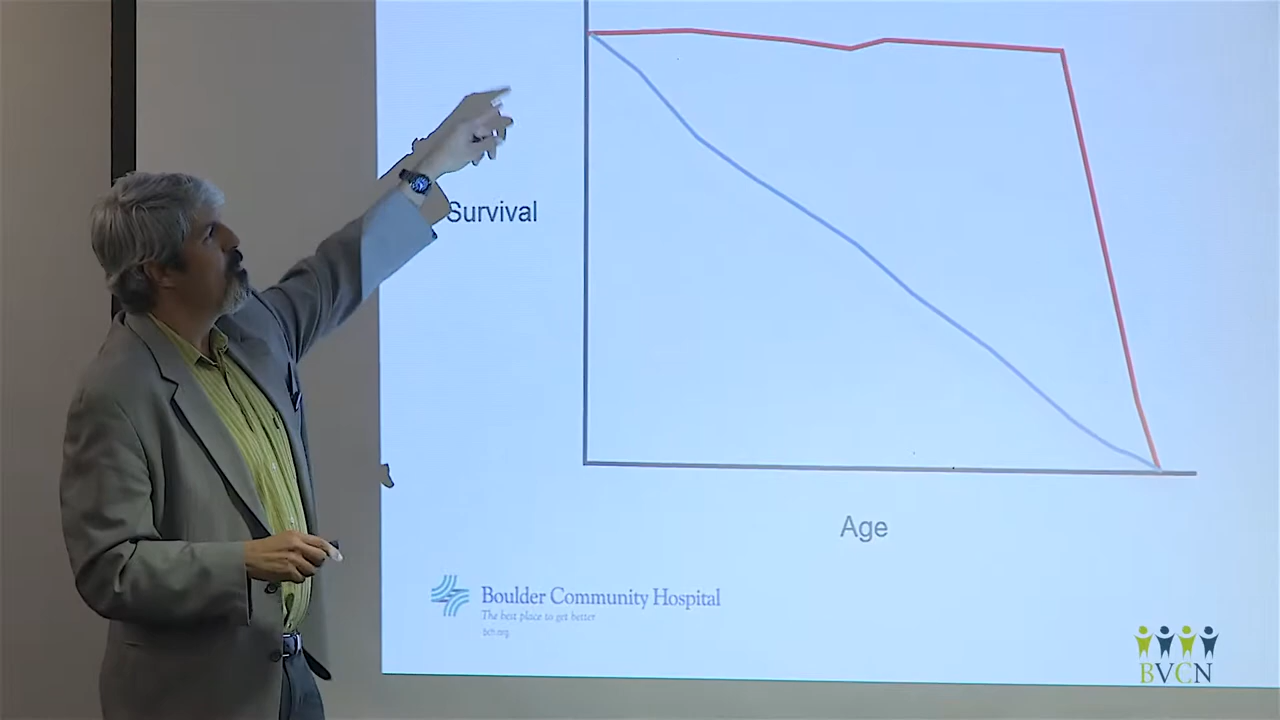 Survival
Age
Boulder Community Hospital
The best place to get better
bch.org
BVCN